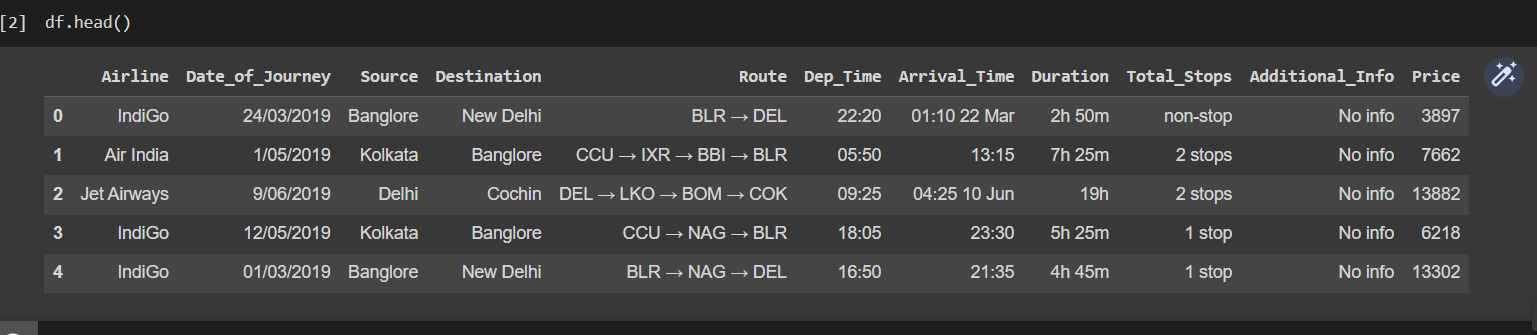 [2] df.head()
Airline Date_of_Journey Source Destination Route Dep_Time Arrival_Time Duration Total_Stops Additional_Info Price
0 IndiGo 24/03/2019 Banglore New Delhi BLR → DEL 22:20 01:10 22 Mar 2h 50m non-stop No info 3897
1 Air India 1/05/2019 Kolkata Banglore CCU → IXR → BBI → BLR 05:50 13:15 7h 25m 2 stops No info 7662
2 Jet Airways 9/06/2019 Delhi Cochin DEL → LKO → BOM → COK 09:25 04:25 10 Jun 19h 2 stops No info 13882
3 IndiGo 12/05/2019 Kolkata Banglore CCU → NAG → BLR 18:05 23:30 5h 25m 1 stop No info 6218
4 IndiGo 01/03/2019 Banglore New Delhi BLR → NAG → DEL 16:50 21:35 4h 45m 1 stop No info 13302